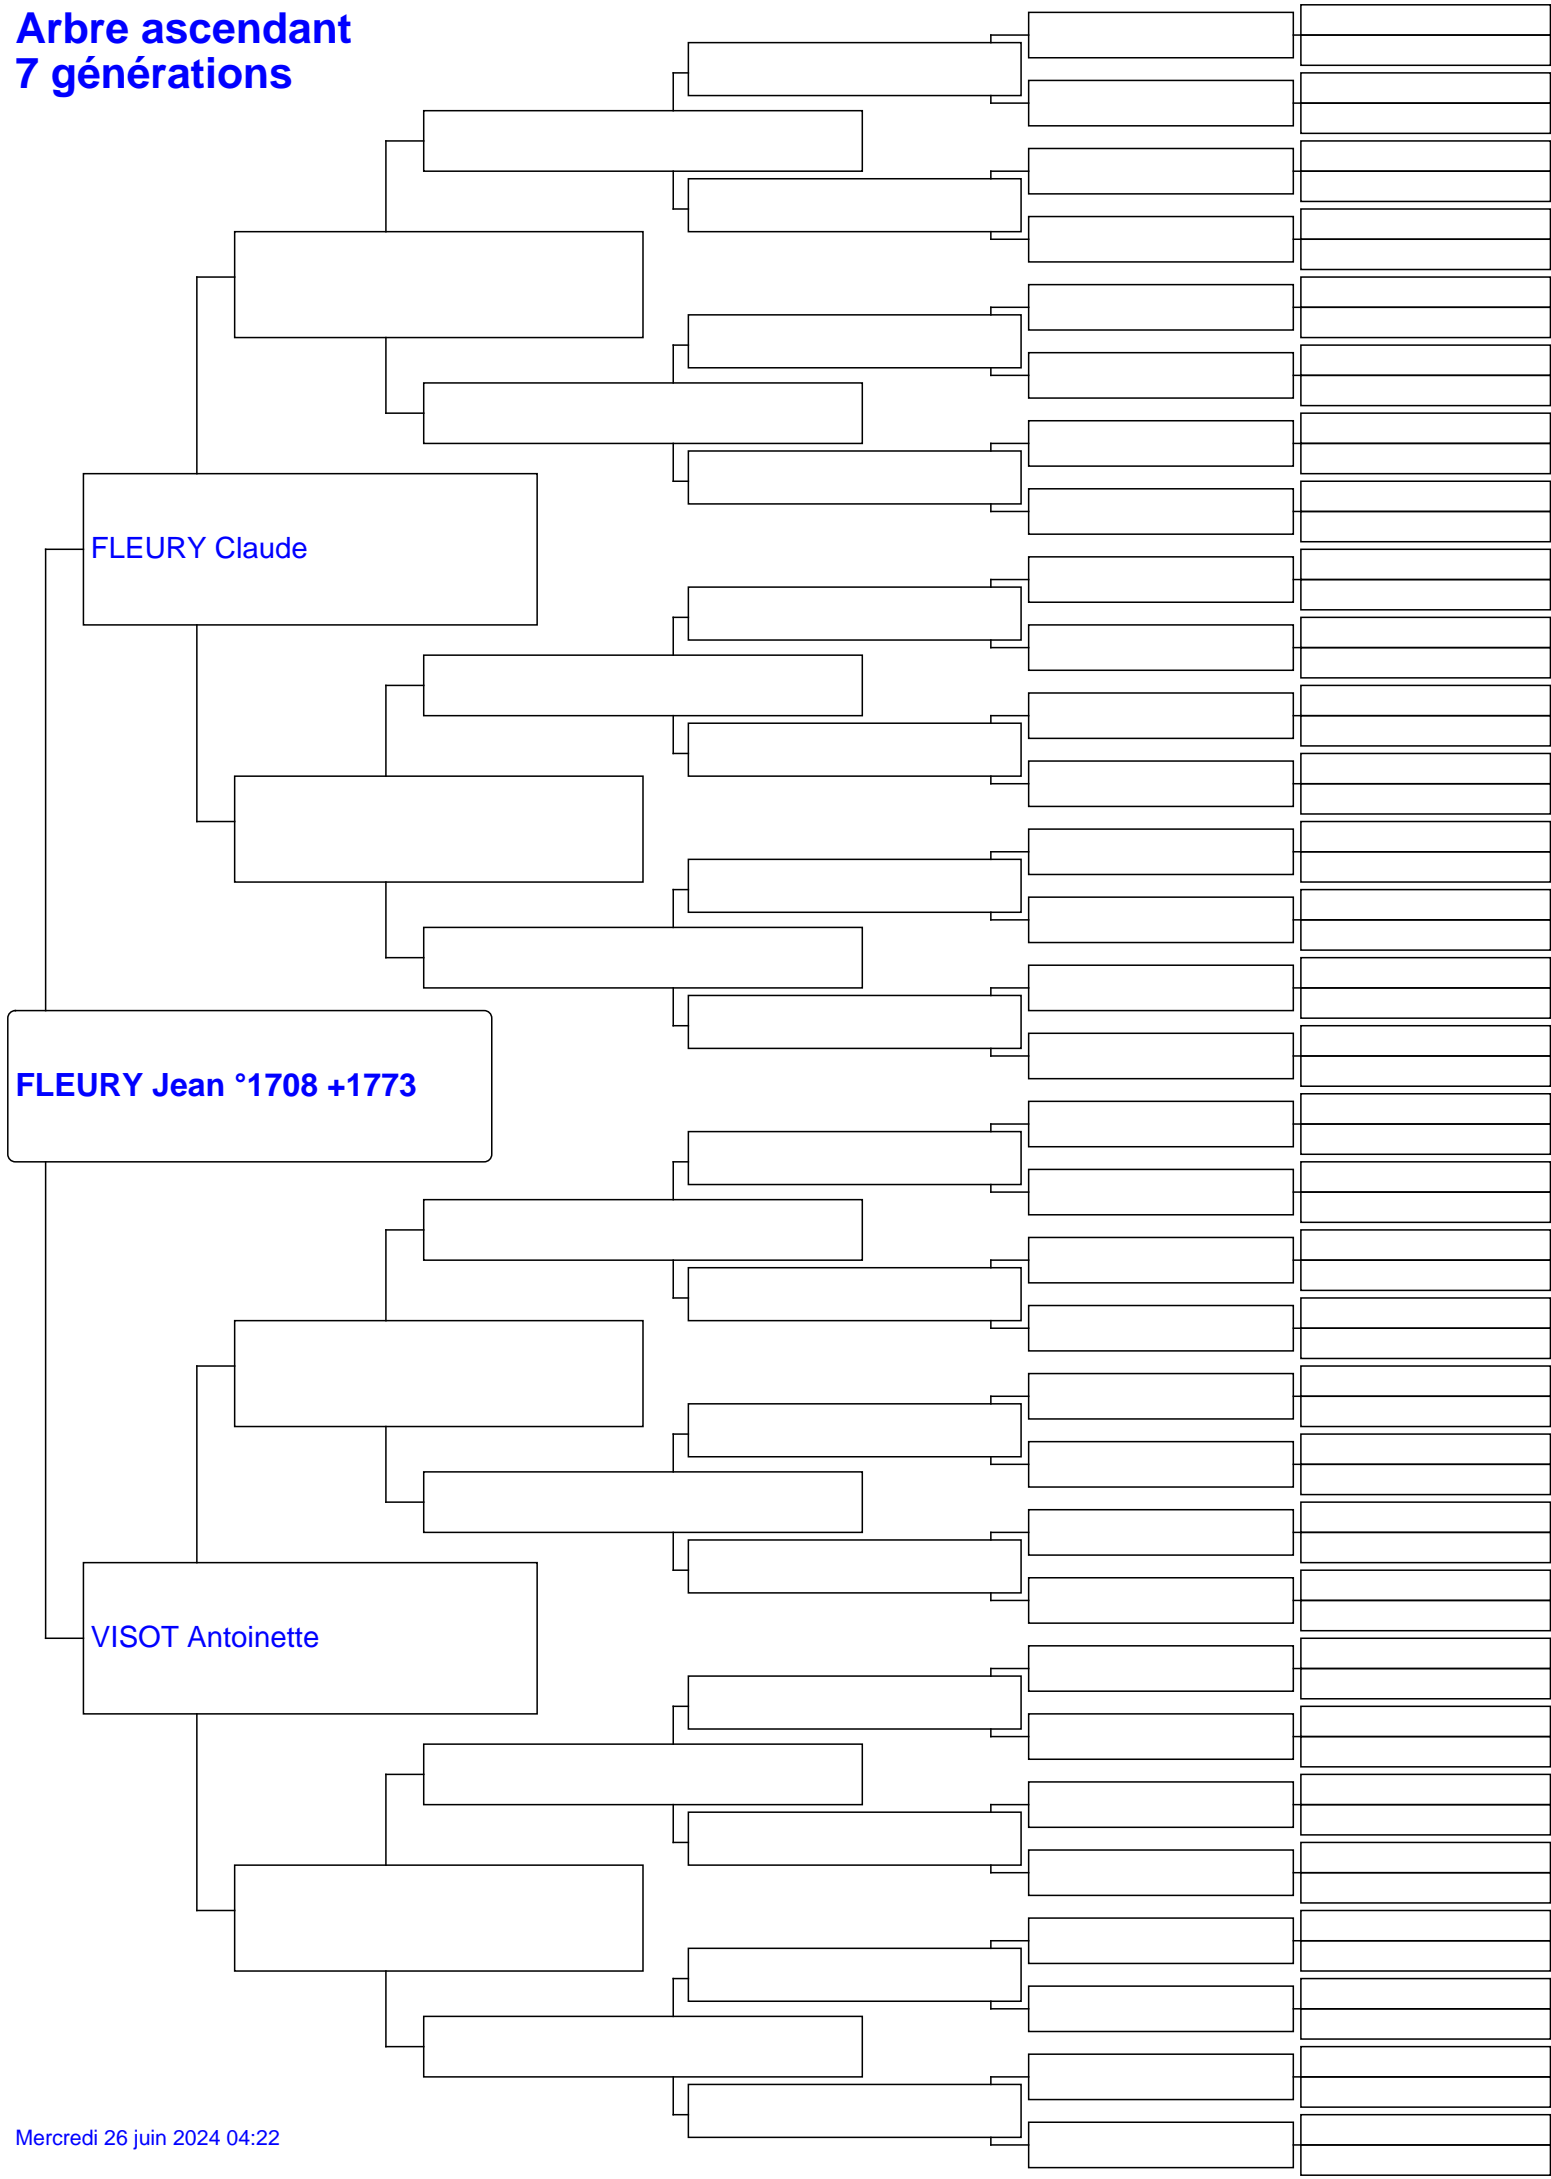 Arbre ascendant
7 générations
FLEURY Claude
FLEURY Jean °1708 +1773
VISOT Antoinette
Mercredi 26 juin 2024 04:22